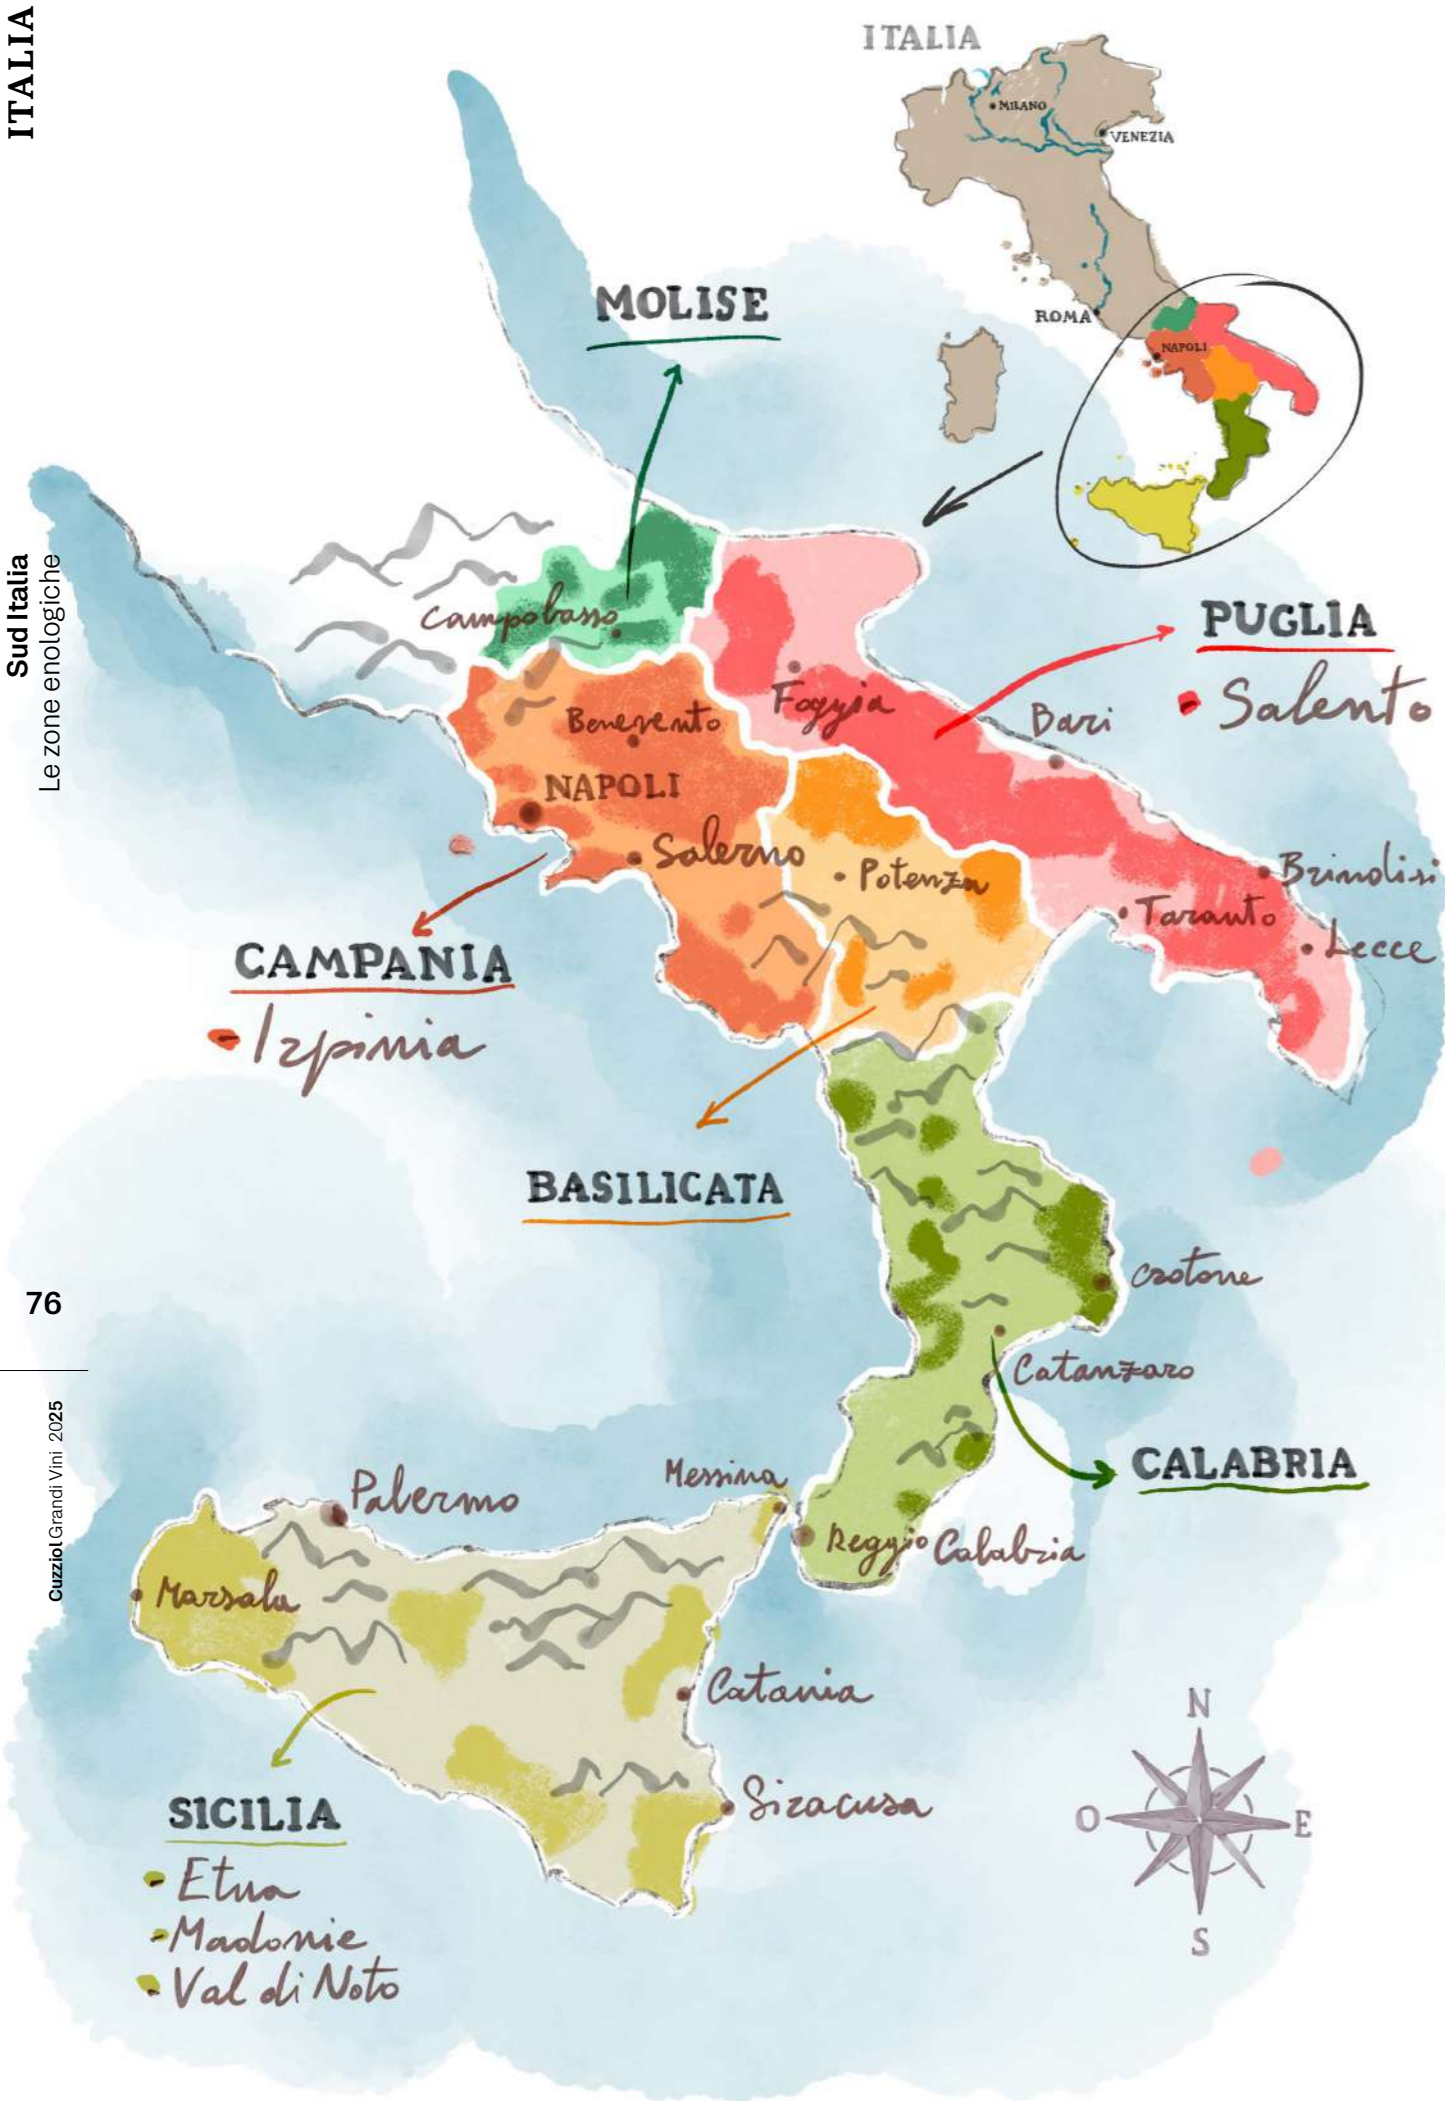 ITALIA
Sud Italia
Le zone enologiche
76
Cuzziol Grandi Vini 2025
ITALIA
MILANO
VENEZIA
ROMA
NAPOLI
MOLISE
Campobasso
PUGLIA
Salento
Foggia
Bari
Benevento
NAPOLI
Salerno
Potenza
Brindisi
Taranto
Lecce
CAMPANIA
Irpinia
BASILICATA
Crotone
Catanzaro
CALABRIA
Messina
Palermo
Reggio Calabria
Marsala
Catania
Siracusa
SICILIA
Etna
Madonie
Val di Noto
N
O
E
S